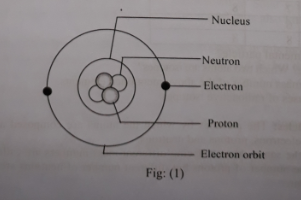 Nucleus
Neutron
Electron
Proton
Electron orbit
Fig: (1)